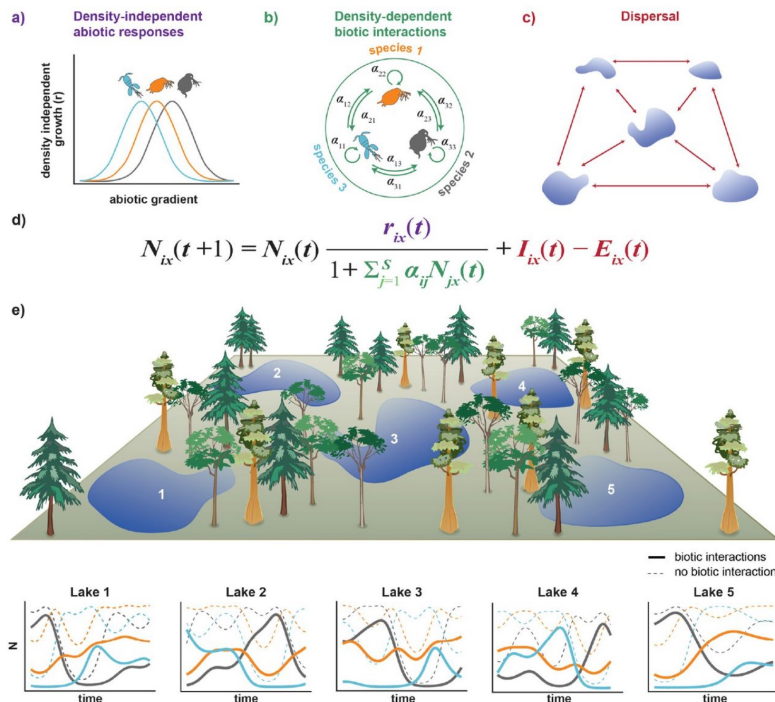 a) Density-independent
abiotic responses
density independent
growth (r)
abiotic gradient
b) Density-dependent
biotic interactions
species 1
species 2
species 3
α22
α12
α21
α32
α23
α11
α33
α13
α31
c) Dispersal
d)
Nix(t+1) = Nix(t) rix(t) / 1 + Σj=1S αijNjx(t) + Iix(t) − Eix(t)
e)
2
4
3
1
5
biotic interactions
no biotic interaction
Lake 1
Lake 2
Lake 3
Lake 4
Lake 5
N
time
time
time
time
time